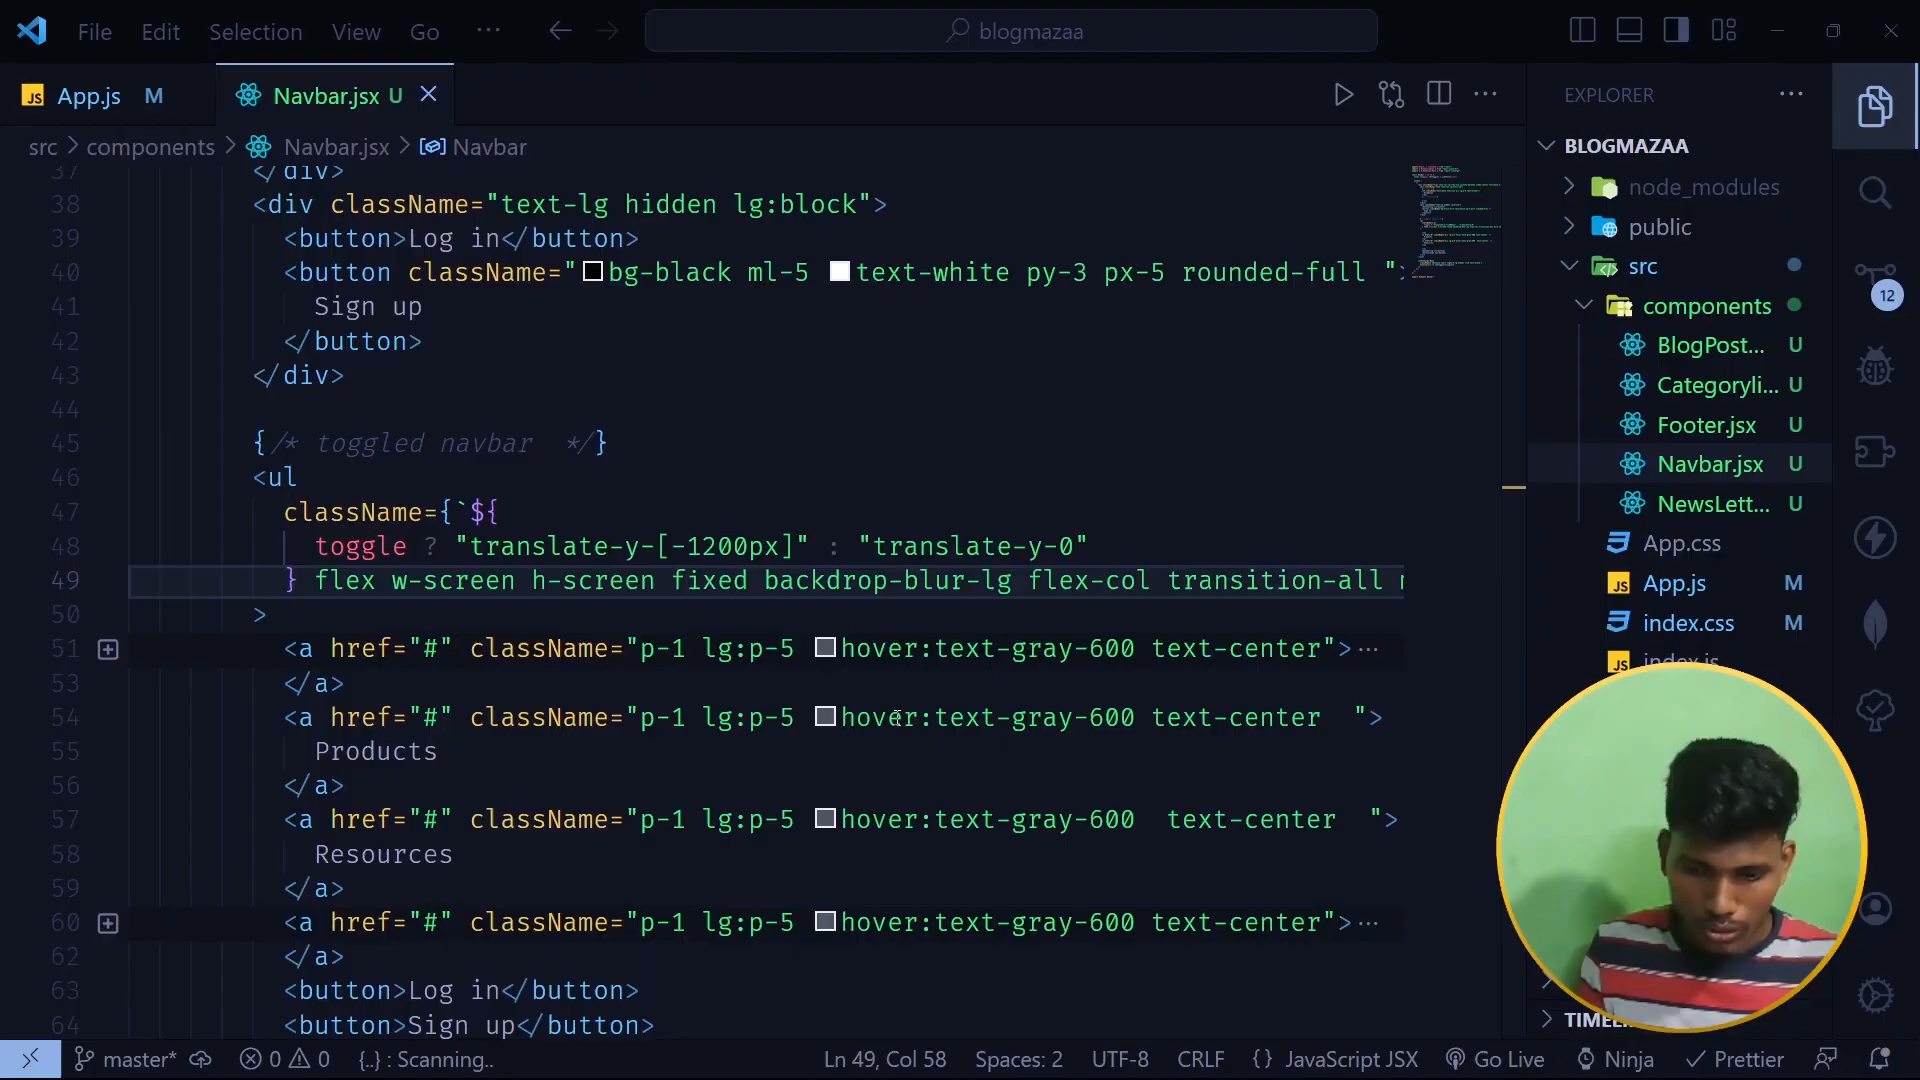 File Edit Selection View Go ··· blogmazaa
JS App.js M Navbar.jsx U
src > components > Navbar.jsx > Navbar
37 </div>
38 <div className="text-lg hidden lg:block">
39 <button>Log in</button>
40 <button className=" bg-black ml-5 text-white py-3 px-5 rounded-full ">
41 Sign up
42 </button>
43 </div>
44
45 {/* toggled navbar */}
46 <ul
47 className={`${
48 toggle ? "translate-y-[-1200px]" : "translate-y-0"
49 } flex w-screen h-screen fixed backdrop-blur-lg flex-col transition-all
50 >
51 <a href="#" className="p-1 lg:p-5 hover:text-gray-600 text-center">···
53 </a>
54 <a href="#" className="p-1 lg:p-5 hover:text-gray-600 text-center ">
55 Products
56 </a>
57 <a href="#" className="p-1 lg:p-5 hover:text-gray-600 text-center ">
58 Resources
59 </a>
60 <a href="#" className="p-1 lg:p-5 hover:text-gray-600 text-center">···
62 </a>
63 <button>Log in</button>
64 <button>Sign up</button>
EXPLORER ···
BLOGMAZAA
node_modules
public
src
components
BlogPost... U
Categoryli... U
Footer.jsx U
Navbar.jsx U
NewsLett... U
App.css
JS App.js M
index.css M
JS index.js
12
master* 0 0 {..} : Scanning.. Ln 49, Col 58 Spaces: 2 UTF-8 CRLF {} JavaScript JSX Go Live Ninja Prettier